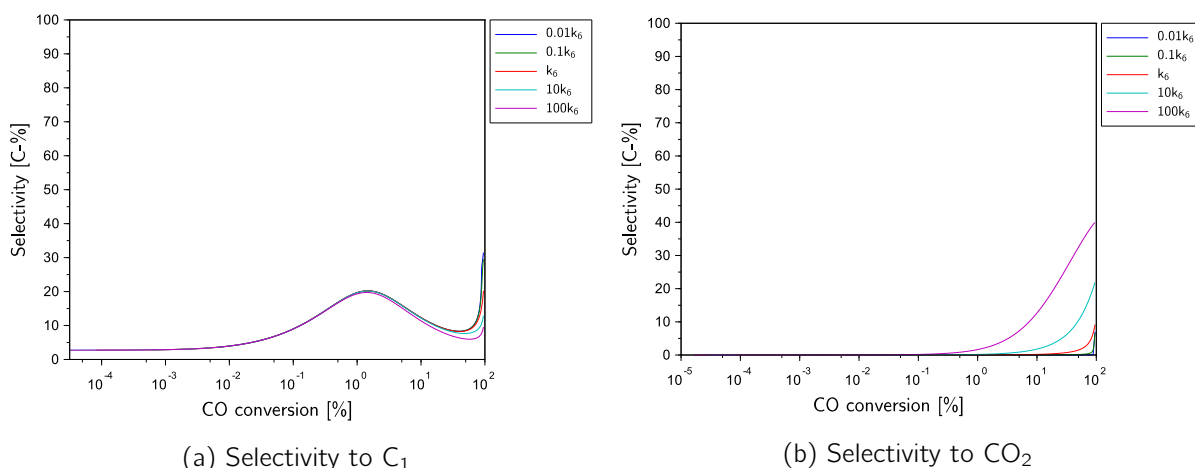 100
90
80
70
60
50
40
30
20
10
0
Selectivity [C-%]
10⁻⁴ 10⁻³ 10⁻² 10⁻¹ 10⁰ 10¹ 10²
CO conversion [%]
0.01k₆
0.1k₆
k₆
10k₆
100k₆
(a) Selectivity to C₁
100
90
80
70
60
50
40
30
20
10
0
Selectivity [C-%]
10⁻⁵ 10⁻⁴ 10⁻³ 10⁻² 10⁻¹ 10⁰ 10¹ 10²
CO conversion [%]
0.01k₆
0.1k₆
k₆
10k₆
100k₆
(b) Selectivity to CO₂